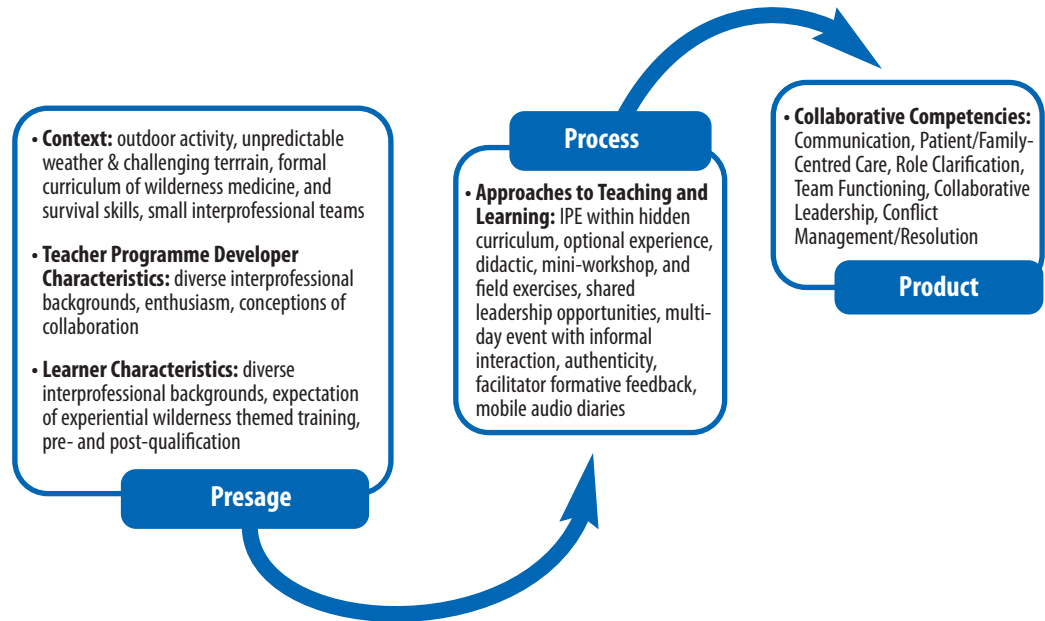 • Context: outdoor activity, unpredictable
weather & challenging terrrain, formal
curriculum of wilderness medicine, and
survival skills, small interprofessional teams
• Teacher Programme Developer
Characteristics: diverse interprofessional
backgrounds, enthusiasm, conceptions of
collaboration
• Learner Characteristics: diverse
interprofessional backgrounds, expectation
of experiential wilderness themed training,
pre- and post-qualification
Presage
Process
• Approaches to Teaching and
Learning: IPE within hidden
curriculum, optional experience,
didactic, mini-workshop, and
field exercises, shared
leadership opportunities, multi-
day event with informal
interaction, authenticity,
facilitator formative feedback,
mobile audio diaries
• Collaborative Competencies:
Communication, Patient/Family-
Centred Care, Role Clarification,
Team Functioning, Collaborative
Leadership, Conflict
Management/Resolution
Product